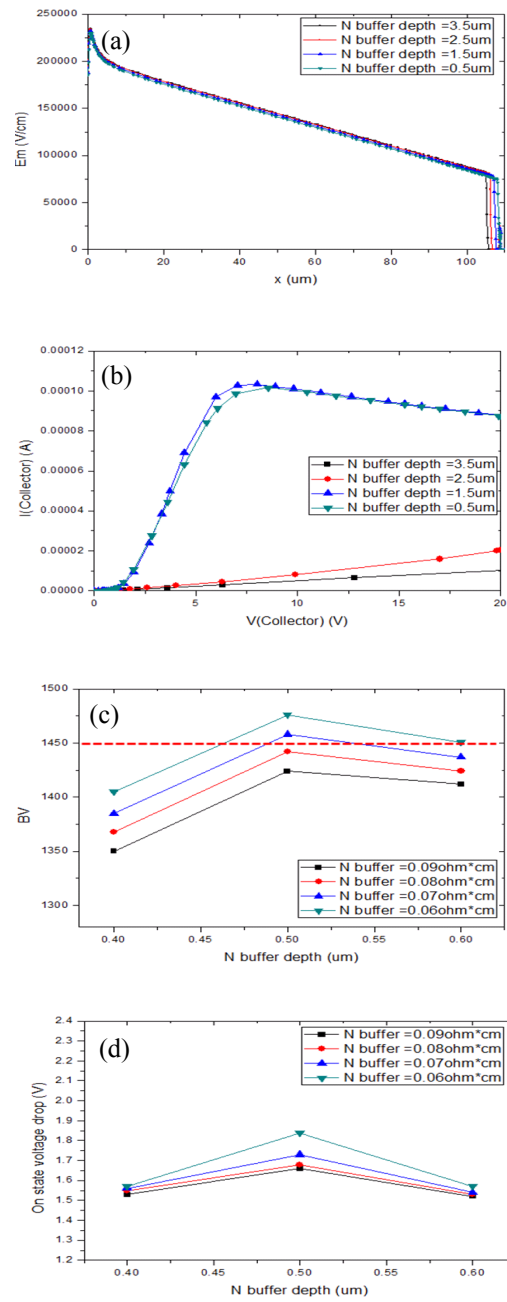 (a)
N buffer depth =3.5um
N buffer depth =2.5um
N buffer depth =1.5um
N buffer depth =0.5um
250000
200000
150000
100000
50000
0
Em (V/cm)
0 20 40 60 80 100
x (um)
(b)
0.00012
0.00010
0.00008
0.00006
0.00004
0.00002
0.00000
I(Collector) (A)
N buffer depth =3.5um
N buffer depth =2.5um
N buffer depth =1.5um
N buffer depth =0.5um
0 5 10 15 20
V(Collector) (V)
(c)
1500
1450
1400
1350
1300
BV
N buffer =0.09ohm*cm
N buffer =0.08ohm*cm
N buffer =0.07ohm*cm
N buffer =0.06ohm*cm
0.40 0.45 0.50 0.55 0.60
N buffer depth (um)
(d)
N buffer =0.09ohm*cm
N buffer =0.08ohm*cm
N buffer =0.07ohm*cm
N buffer =0.06ohm*cm
2.4
2.3
2.2
2.1
2.0
1.9
1.8
1.7
1.6
1.5
1.4
1.3
1.2
On state voltage drop (V)
0.40 0.45 0.50 0.55 0.60
N buffer depth (um)